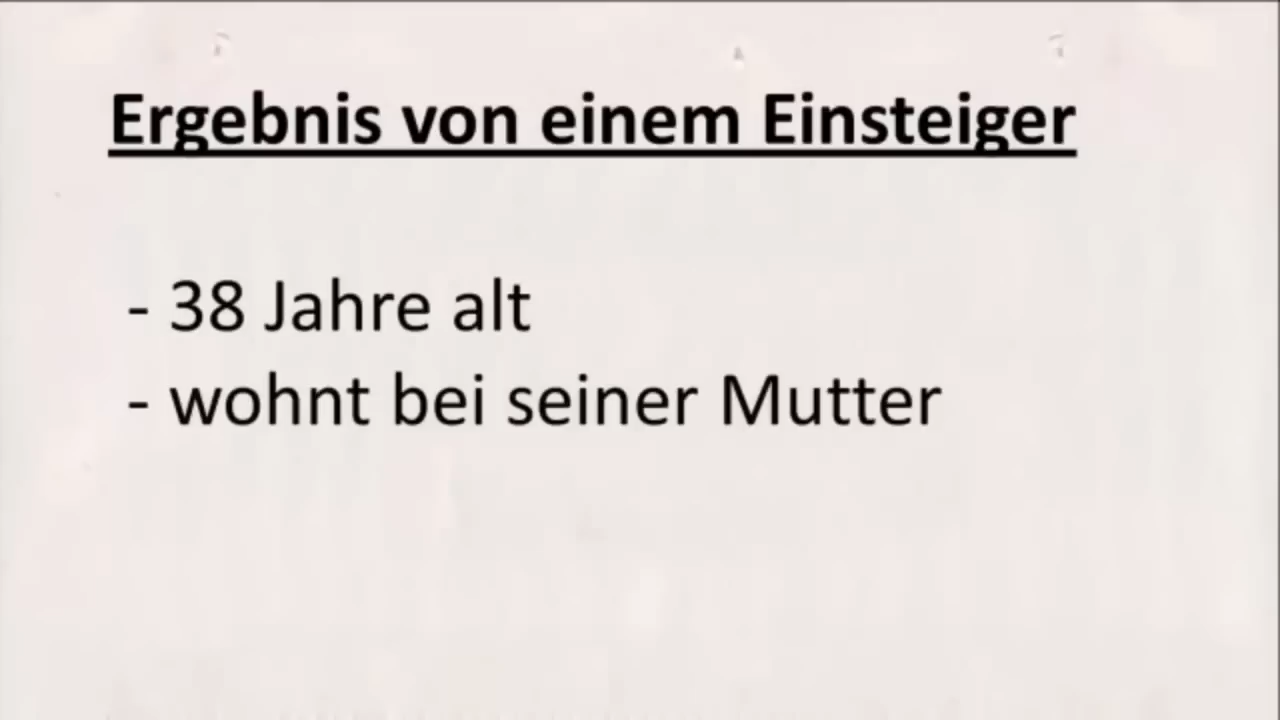 Ergebnis von einem Einsteiger
- 38 Jahre alt
- wohnt bei seiner Mutter